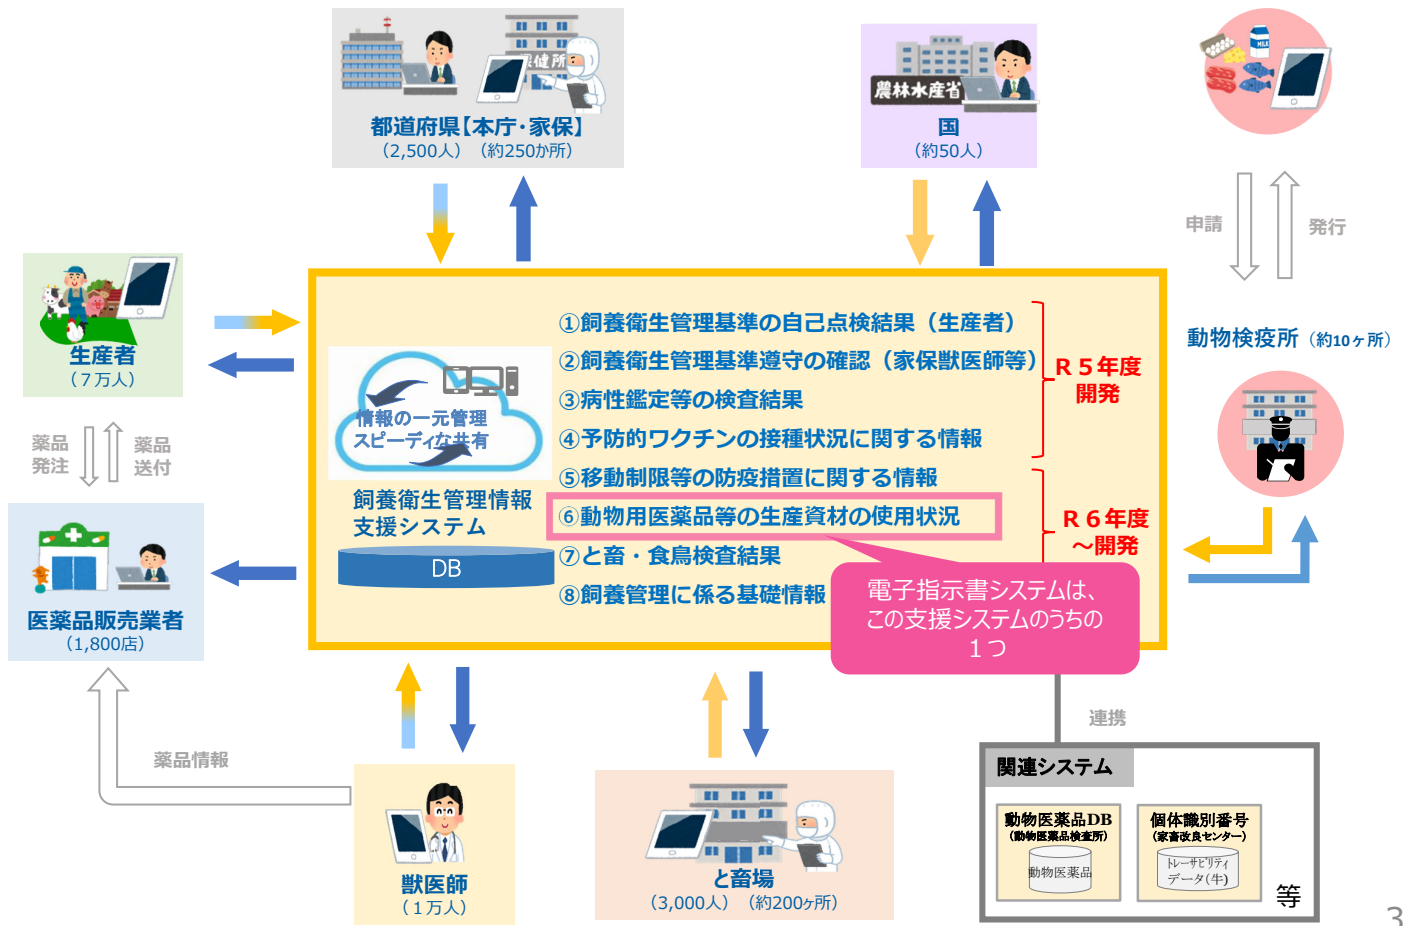 保健所
都道府県【本庁・家保】
（2,500人）（約250か所）
農林水産省
国
（約50人）
MILK
申請
発行
生産者
（７万人）
薬品
発注
薬品
送付
医薬品販売業者
（1,800店）
情報の一元管理
スピーディな共有
飼養衛生管理情報
支援システム
DB
①飼養衛生管理基準の自己点検結果（生産者）
②飼養衛生管理基準遵守の確認（家保獣医師等）
③病性鑑定等の検査結果
④予防的ワクチンの接種状況に関する情報
⑤移動制限等の防疫措置に関する情報
⑥動物用医薬品等の生産資材の使用状況
⑦と畜・食鳥検査結果
⑧飼養管理に係る基礎情報
Ｒ５年度
開発
Ｒ６年度
～開発
電子指示書システムは、
この支援システムのうちの
１つ
動物検疫所（約10ヶ所）
薬品情報
獣医師
（１万人）
と畜場
（3,000人）（約200ヶ所）
連携
関連システム
動物医薬品DB
（動物医薬品検査所）
動物医薬品
個体識別番号
（家畜改良センター）
トレーサビリティ
データ(牛)
等
3